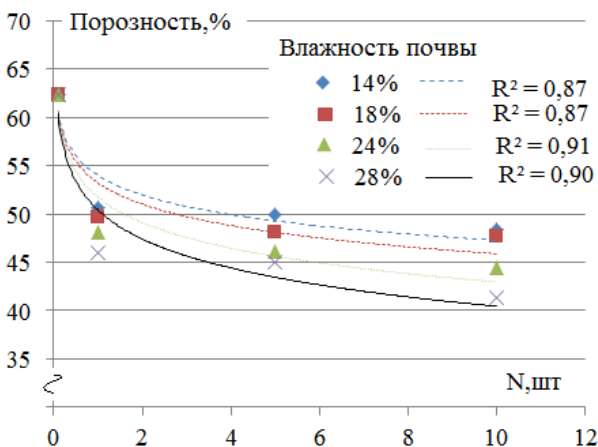 70
Порозность,%
65
Влажность почвы
14%
R² = 0,87
18%
R² = 0,87
60
24%
R² = 0,91
28%
R² = 0,90
55
50
45
40
35
N,шт
0
2
4
6
8
10
12